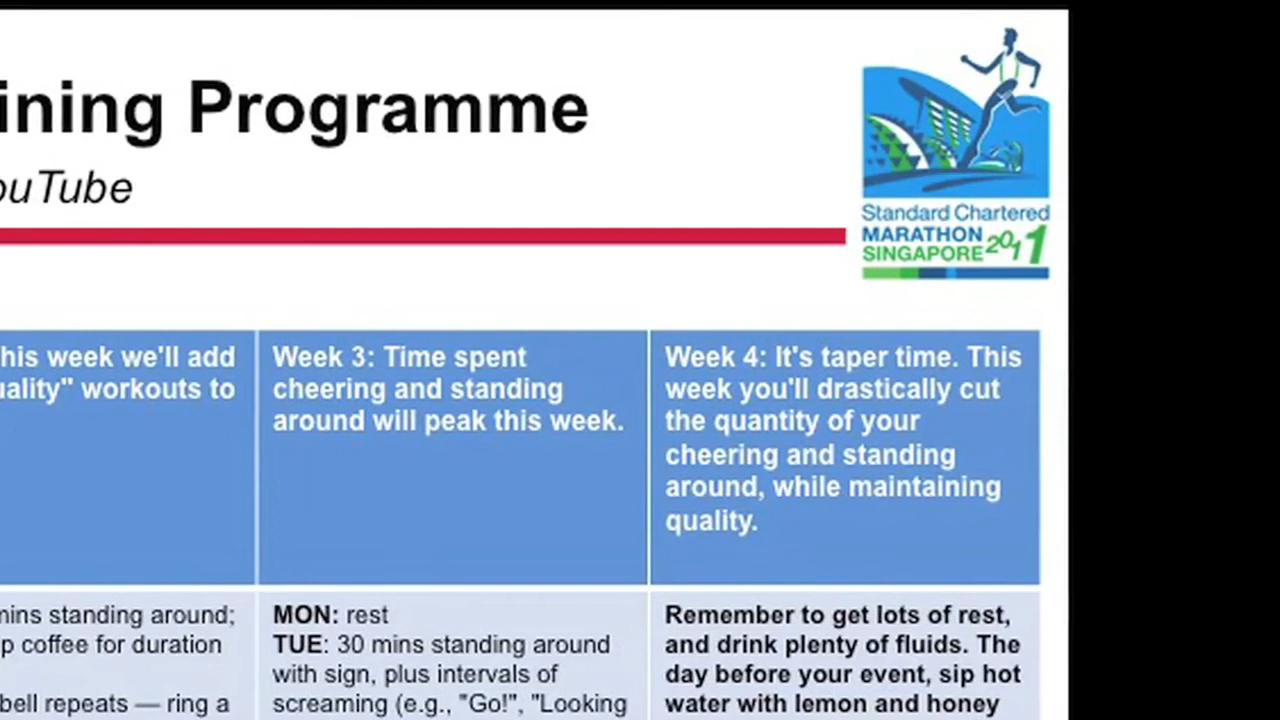 ining Programme
ouTube
Standard Chartered
MARATHON
SINGAPORE 2011
his week we'll add
uality" workouts to
Week 3: Time spent
cheering and standing
around will peak this week.
Week 4: It's taper time. This
week you'll drastically cut
the quantity of your
cheering and standing
around, while maintaining
quality.
mins standing around;
p coffee for duration
bell repeats — ring a
MON: rest
TUE: 30 mins standing around
with sign, plus intervals of
screaming (e.g., "Go!", "Looking
Remember to get lots of rest,
and drink plenty of fluids. The
day before your event, sip hot
water with lemon and honey